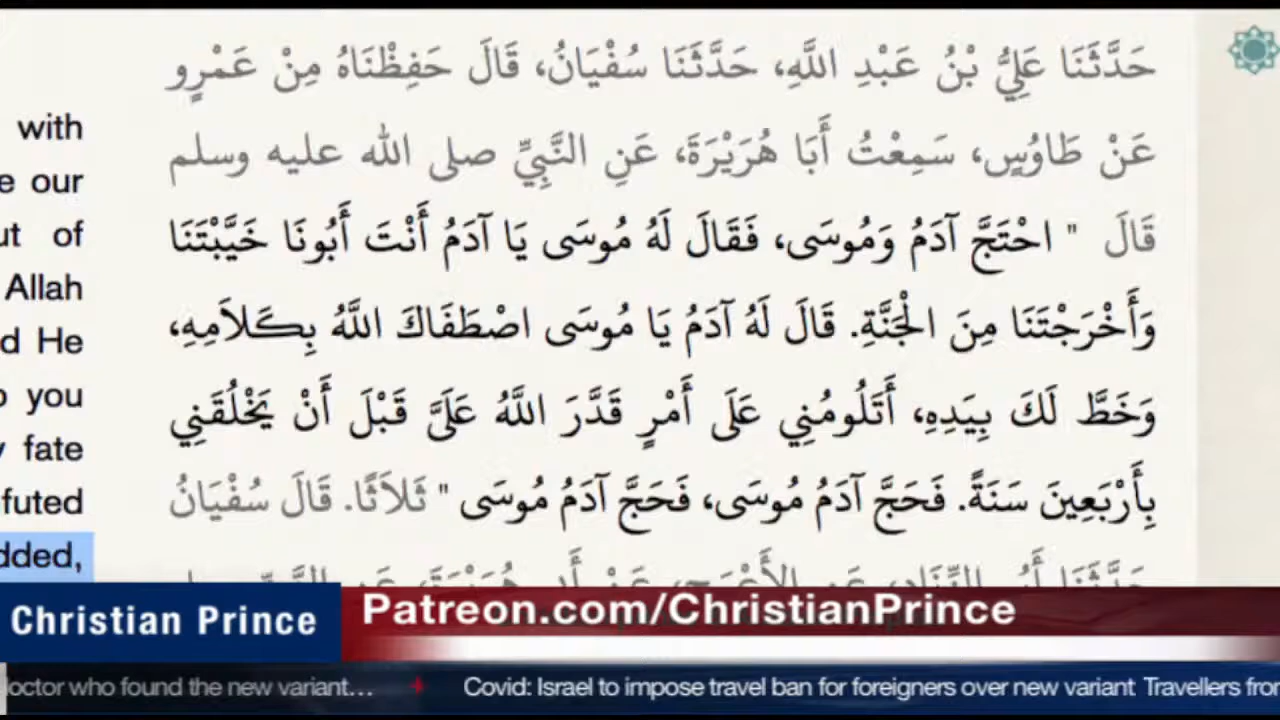 حَدَّثَنَا عَلِيُّ بْنُ عَبْدِ اللَّهِ، حَدَّثَنَا سُفْيَانُ، قَالَ حَفِظْنَاهُ مِنْ عَمْرٍو
عَنْ طَاوُسٍ، سَمِعْتُ أَبَا هُرَيْرَةَ، عَنِ النَّبِيِّ صلى الله عليه وسلم
قَالَ " احْتَجَّ آدَمُ وَمُوسَى، فَقَالَ لَهُ مُوسَى يَا آدَمُ أَنْتَ أَبُونَا خَيَّبْتَنَا
وَأَخْرَجْتَنَا مِنَ الْجَنَّةِ. قَالَ لَهُ آدَمُ يَا مُوسَى اصْطَفَاكَ اللَّهُ بِكَلاَمِهِ،
وَخَطَّ لَكَ بِيَدِهِ، أَتَلُومُنِي عَلَى أَمْرٍ قَدَّرَ اللَّهُ عَلَىَّ قَبْلَ أَنْ يَخْلُقَنِي
بِأَرْبَعِينَ سَنَةً. فَحَجَّ آدَمُ مُوسَى، فَحَجَّ آدَمُ مُوسَى " ثَلاَثًا. قَالَ سُفْيَانُ
with
e our
ut of
Allah
d He
o you
y fate
futed
dded,
Christian Prince
Patreon.com/ChristianPrince
octor who found the new variant... Covid: Israel to impose travel ban for foreigners over new variant Travellers fro